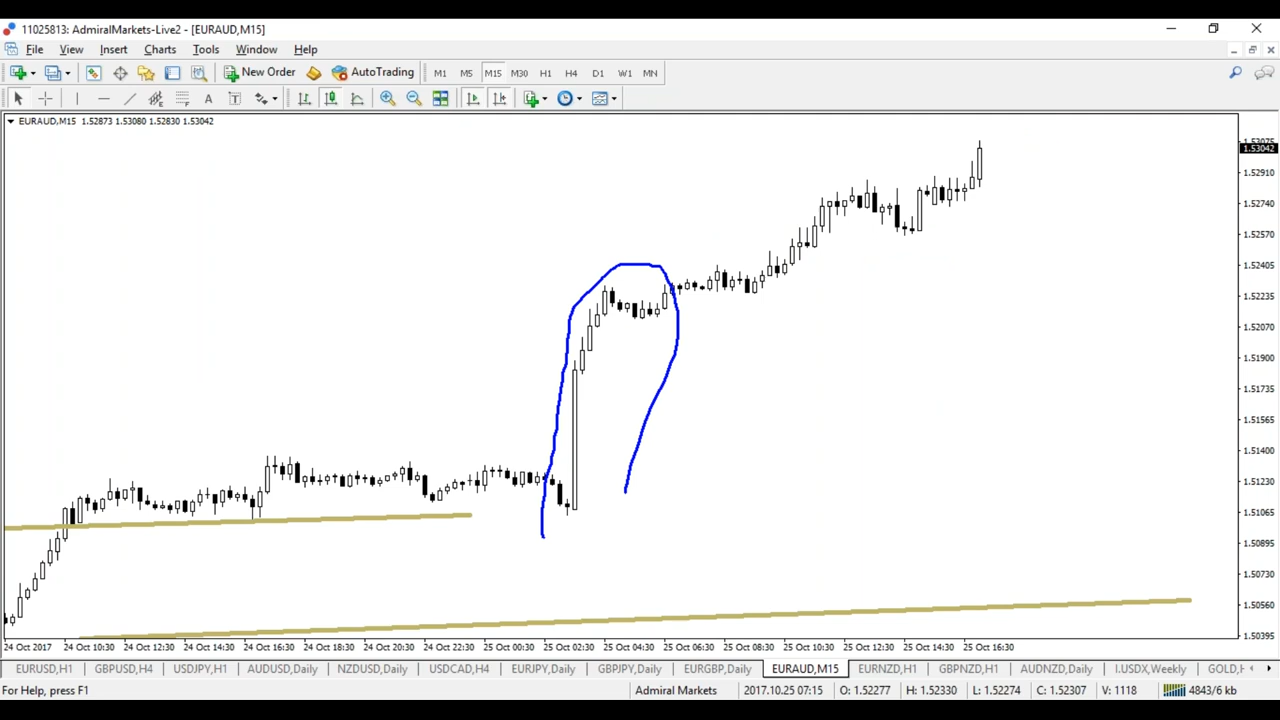 11025813: AdmiralMarkets-Live2 - [EURAUD,M15]
File View Insert Charts Tools Window Help
New Order AutoTrading M1 M5 M15 M30 H1 H4 D1 W1 MN
A T
EURAUD,M15 1.52873 1.53080 1.52830 1.53042
1.53075
1.53042
1.52910
1.52740
1.52570
1.52405
1.52235
1.52070
1.51900
1.51735
1.51565
1.51400
1.51230
1.51065
1.50895
1.50730
1.50560
1.50395
24 Oct 2017 24 Oct 10:30 24 Oct 12:30 24 Oct 14:30 24 Oct 16:30 24 Oct 18:30 24 Oct 20:30 24 Oct 22:30 25 Oct 00:30 25 Oct 02:30 25 Oct 04:30 25 Oct 06:30 25 Oct 08:30 25 Oct 10:30 25 Oct 12:30 25 Oct 14:30 25 Oct 16:30
EURUSD,H1 GBPUSD,H4 USDJPY,H1 AUDUSD,Daily NZDUSD,Daily USDCAD,H4 EURJPY,Daily GBPJPY,Daily EURGBP,Daily EURAUD,M15 EURNZD,H1 GBPNZD,H1 AUDNZD,Daily I.USDX,Weekly GOLD,H
For Help, press F1 Admiral Markets 2017.10.25 07:15 O: 1.52277 H: 1.52330 L: 1.52274 C: 1.52307 V: 1118 4843/6 kb